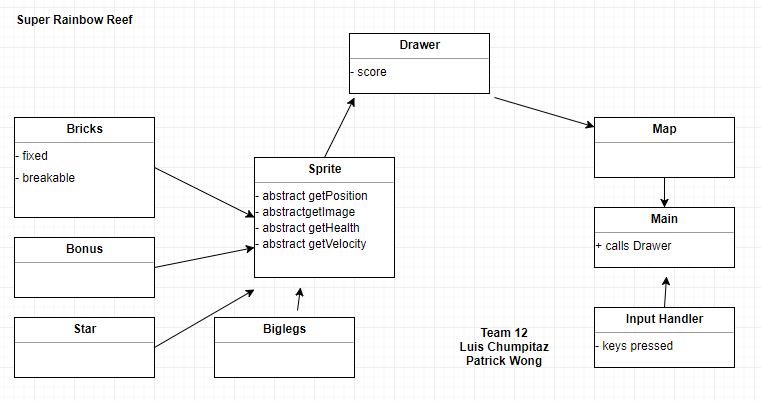 Super Rainbow Reef
Drawer
- score
Bricks
- fixed
- breakable
Sprite
- abstract getPosition
- abstractgetImage
- abstract getHealth
- abstract getVelocity
Map
Main
+ calls Drawer
Bonus
Star
Biglegs
Input Handler
- keys pressed
Team 12
Luis Chumpitaz
Patrick Wong